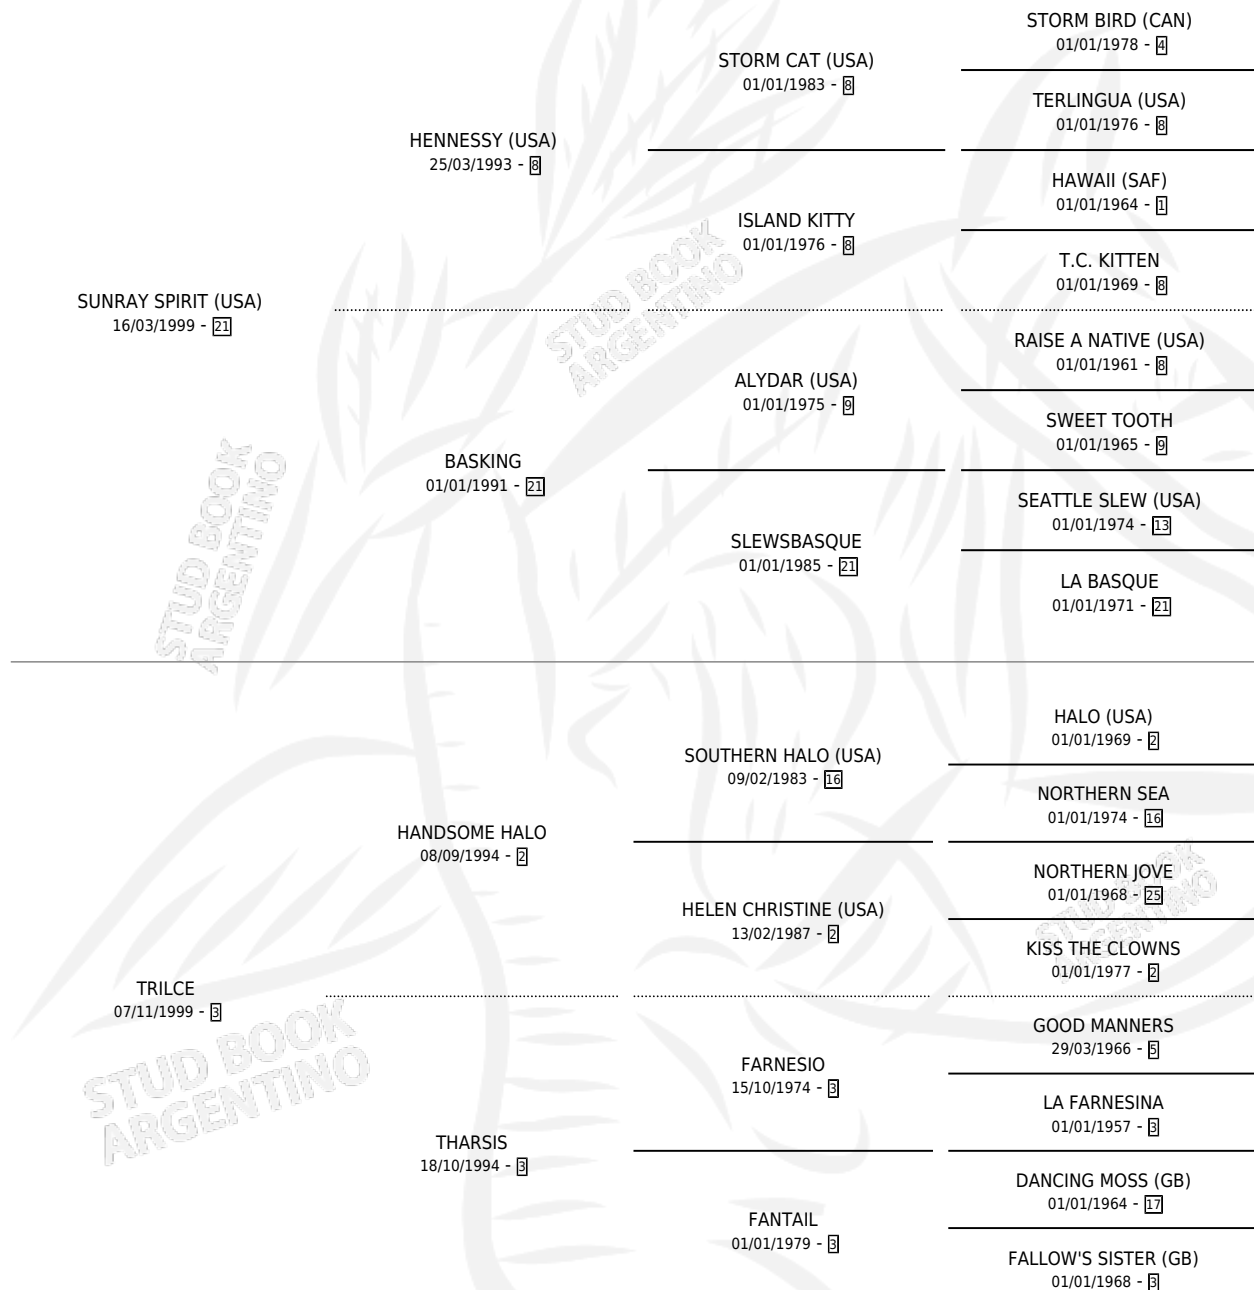 STORM BIRD (CAN)
01/01/1978 - 4
STORM CAT (USA)
01/01/1983 - 8
TERLINGUA (USA)
01/01/1976 - 8
HENNESSY (USA)
25/03/1993 - 8
HAWAII (SAF)
01/01/1964 - 1
ISLAND KITTY
01/01/1976 - 8
T.C. KITTEN
01/01/1969 - 8
SUNRAY SPIRIT (USA)
16/03/1999 - 21
STUD BOOK
ARGENTINO
RAISE A NATIVE (USA)
01/01/1961 - 8
ALYDAR (USA)
01/01/1975 - 9
SWEET TOOTH
01/01/1965 - 9
BASKING
01/01/1991 - 21
SEATTLE SLEW (USA)
01/01/1974 - 13
SLEWSBASQUE
01/01/1985 - 21
LA BASQUE
01/01/1971 - 21
STUD BOOK
ARGENTINO
HALO (USA)
01/01/1969 - 2
SOUTHERN HALO (USA)
09/02/1983 - 16
NORTHERN SEA
01/01/1974 - 16
HANDSOME HALO
08/09/1994 - 2
NORTHERN JOVE
01/01/1968 - 25
HELEN CHRISTINE (USA)
13/02/1987 - 2
STUD BOOK
ARGENTINO
KISS THE CLOWNS
01/01/1977 - 2
TRILCE
07/11/1999 - 3
GOOD MANNERS
29/03/1966 - 5
FARNESIO
15/10/1974 - 3
LA FARNESINA
01/01/1957 - 3
STUD BOOK
ARGENTINO
THARSIS
18/10/1994 - 3
DANCING MOSS (GB)
01/01/1964 - 17
FANTAIL
01/01/1979 - 3
FALLOW'S SISTER (GB)
01/01/1968 - 3